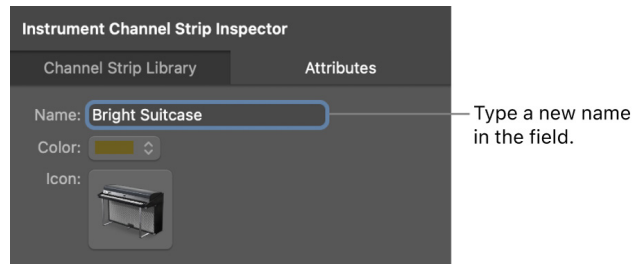 Instrument Channel Strip Inspector
Channel Strip Library
Attributes
Name: Bright Suitcase
Color:
Icon:
Type a new name
in the field.